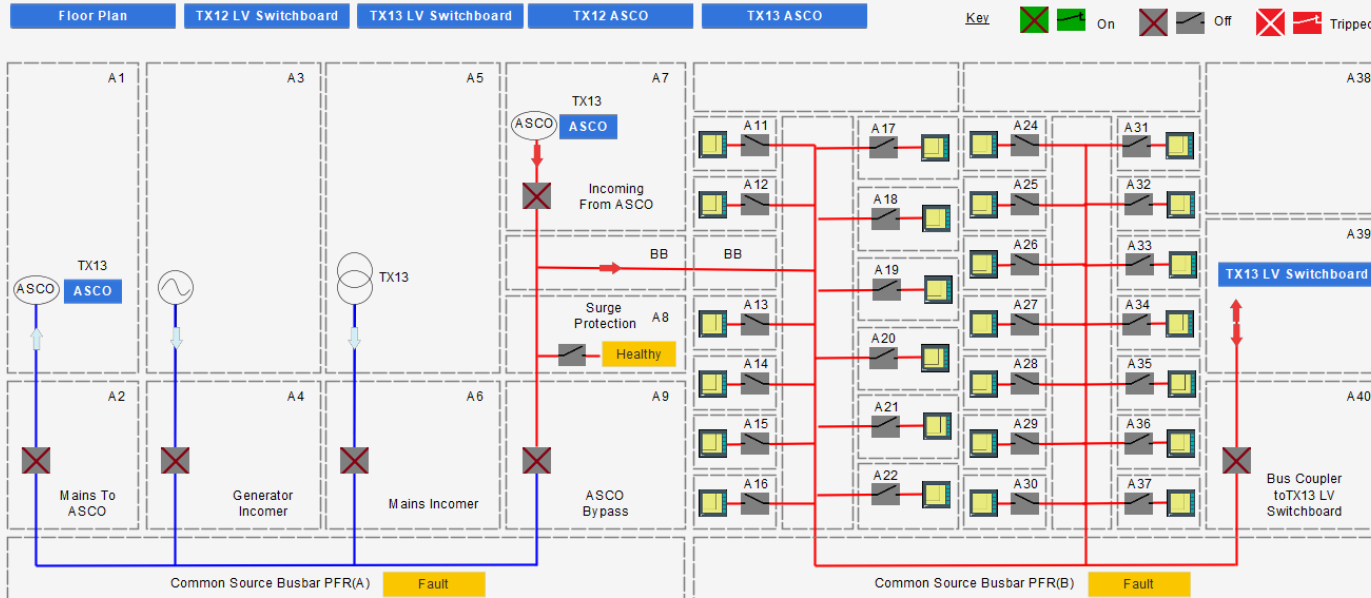 Floor Plan
TX12 LV Switchboard
TX13 LV Switchboard
TX12 ASCO
TX13 ASCO
Key
On
Off
Tripped
A1
A3
A5
A7
A38
TX13
ASCO
ASCO
Incoming
From ASCO
A11
A12
A17
A18
A24
A25
A31
A32
TX13
ASCO
ASCO
TX13
BB
BB
A19
A26
A33
A39
TX13 LV Switchboard
Surge
Protection
A8
Healthy
A13
A14
A20
A27
A28
A34
A35
A2
Mains To
ASCO
A4
Generator
Incomer
A6
Mains Incomer
A9
ASCO
Bypass
A15
A16
A21
A22
A29
A30
A36
A37
A40
Bus Coupler
toTX13 LV
Switchboard
Common Source Busbar PFR(A)
Fault
Common Source Busbar PFR(B)
Fault